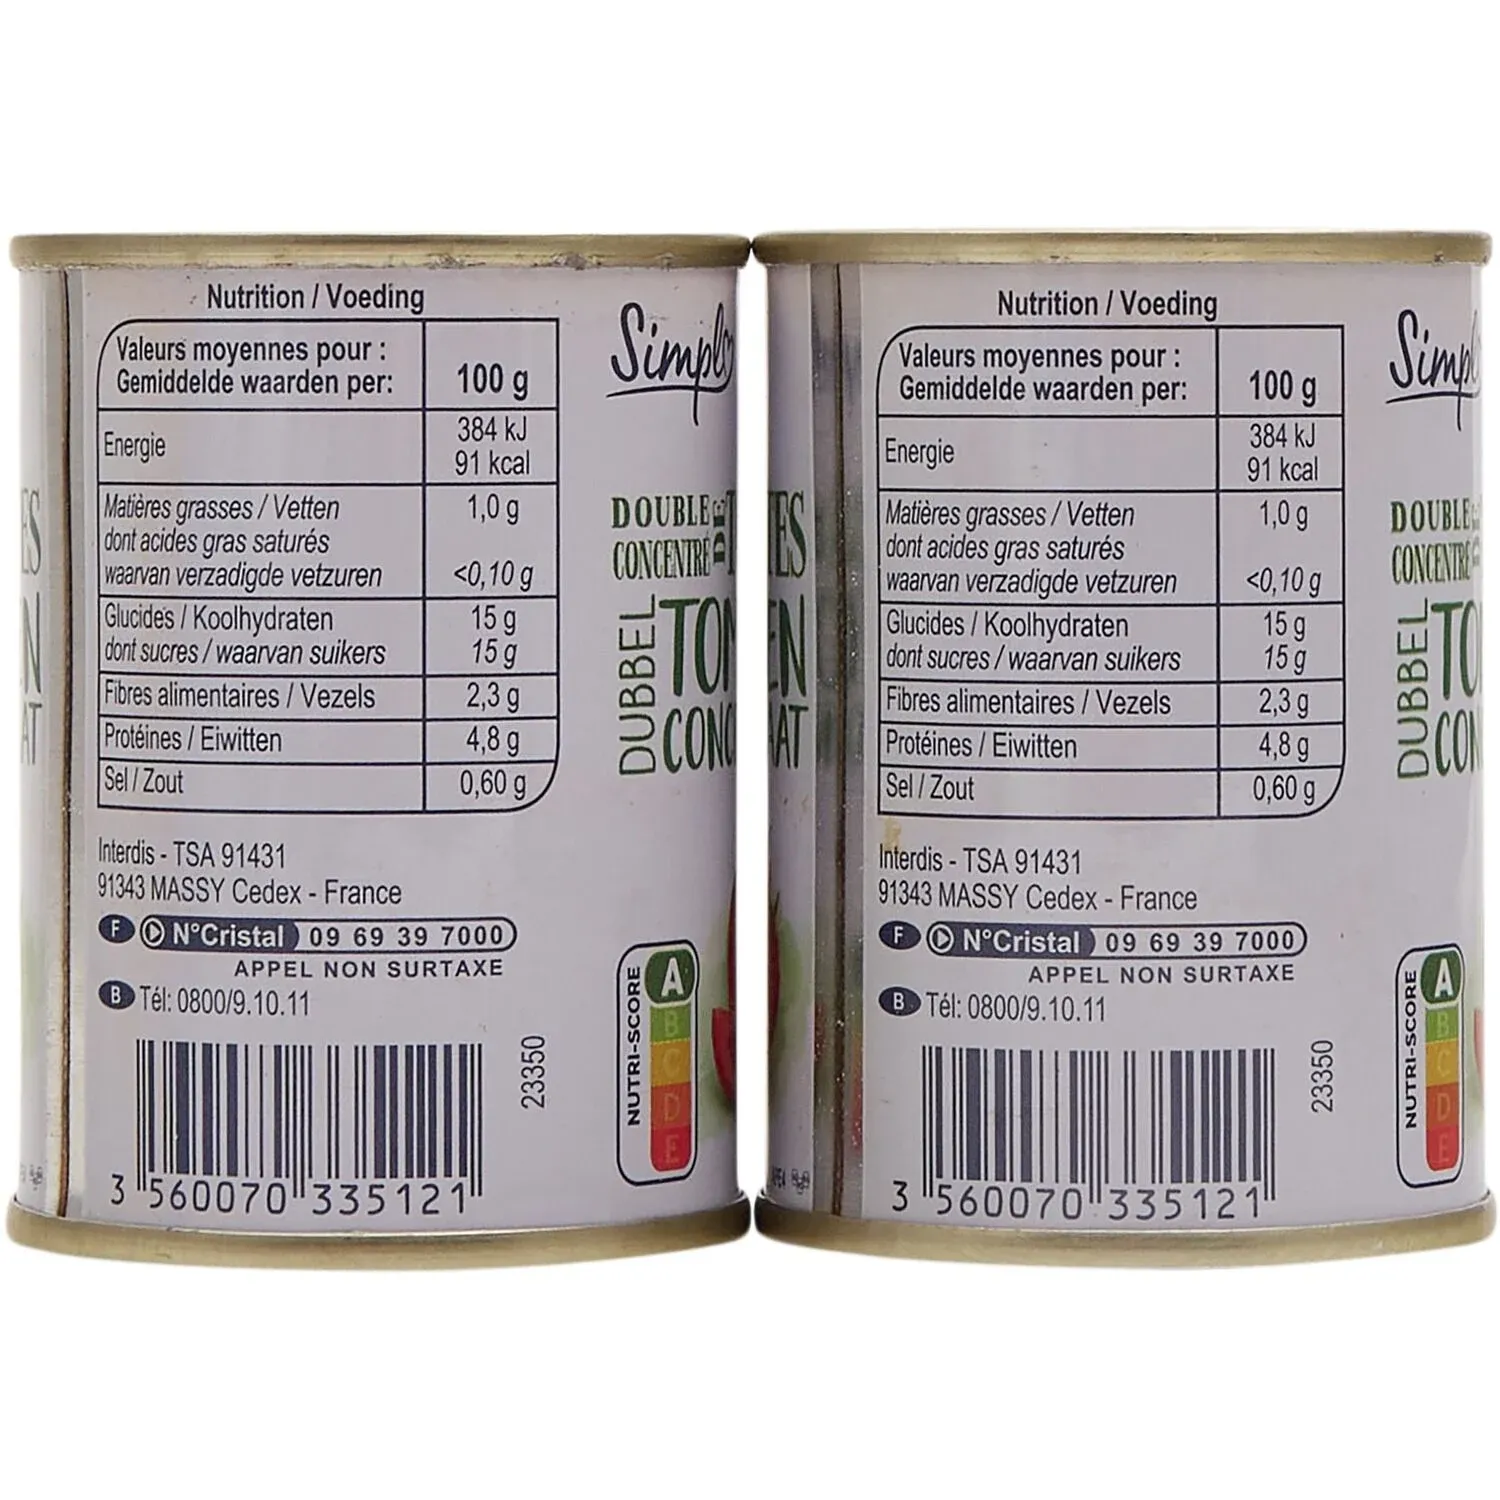 Nutrition / Voeding
Valeurs moyennes pour :
Gemiddelde waarden per:
100 g
Energie
384 kJ
91 kcal
Matières grasses / Vetten
1,0 g
dont acides gras saturés
waarvan verzadigde vetzuren
<0,10 g
Glucides / Koolhydraten
15 g
dont sucres / waarvan suikers
15 g
Fibres alimentaires / Vezels
2,3 g
Protéines / Eiwitten
4,8 g
Sel / Zout
0,60 g
Interdis - TSA 91431
91343 MASSY Cedex - France
F N°Cristal 09 69 39 7000
APPEL NON SURTAXE
B Tél: 0800/9.10.11
3 560070 335121
23350
Simpl
DOUBLE
CONCENTRÉ
DE
DUBBEL
NUTRI-SCORE
A
B
C
D
E
Nutrition / Voeding
Valeurs moyennes pour :
Gemiddelde waarden per:
100 g
Energie
384 kJ
91 kcal
Matières grasses / Vetten
1,0 g
dont acides gras saturés
waarvan verzadigde vetzuren
<0,10 g
Glucides / Koolhydraten
15 g
dont sucres / waarvan suikers
15 g
Fibres alimentaires / Vezels
2,3 g
Protéines / Eiwitten
4,8 g
Sel / Zout
0,60 g
Interdis - TSA 91431
91343 MASSY Cedex - France
F N°Cristal 09 69 39 7000
APPEL NON SURTAXE
B Tél: 0800/9.10.11
3 560070 335121
23350
Simpl
DOUBLE
CONCENTRÉ
DUBBEL
NUTRI-SCORE
A
B
C
D
E